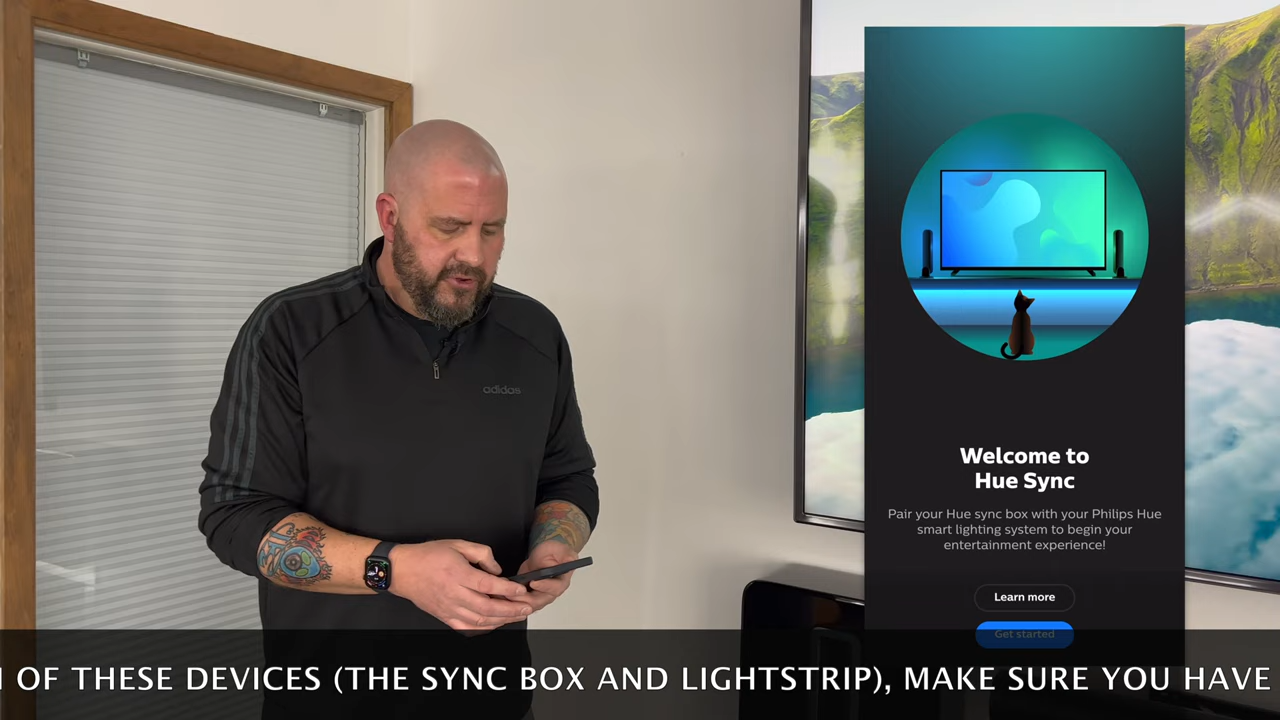 adidas
Welcome to
Hue Sync
Pair your Hue sync box with your Philips Hue
smart lighting system to begin your
entertainment experience!
Learn more
Get started
OF THESE DEVICES (THE SYNC BOX AND LIGHTSTRIP), MAKE SURE YOU HAVE